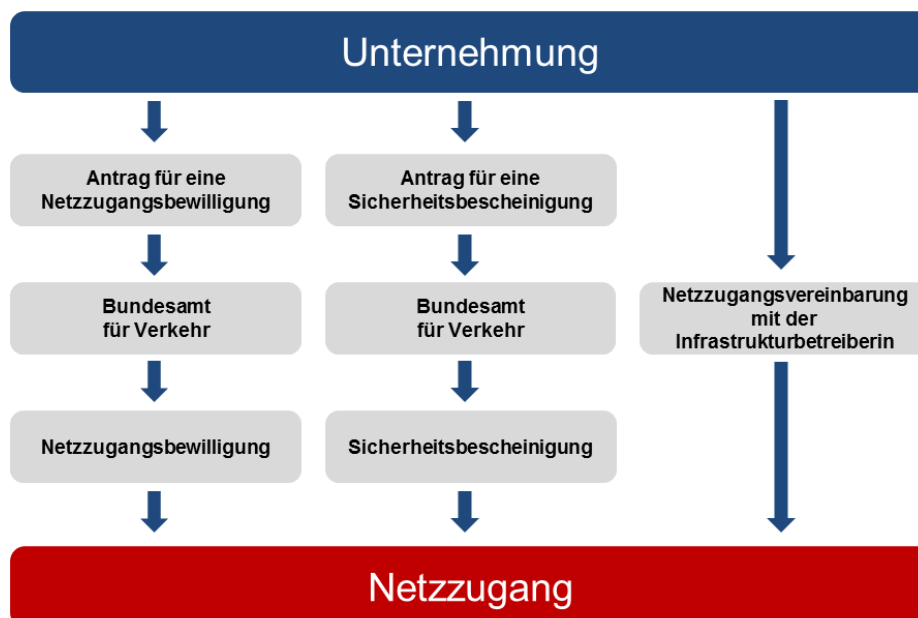 Unternehmung
Antrag für eine
Netzzugangsbewilligung
Antrag für eine
Sicherheitsbescheinigung
Bundesamt
für Verkehr
Bundesamt
für Verkehr
Netzzugangsvereinbarung
mit der
Infrastrukturbetreiberin
Netzzugangsbewilligung
Sicherheitsbescheinigung
Netzzugang